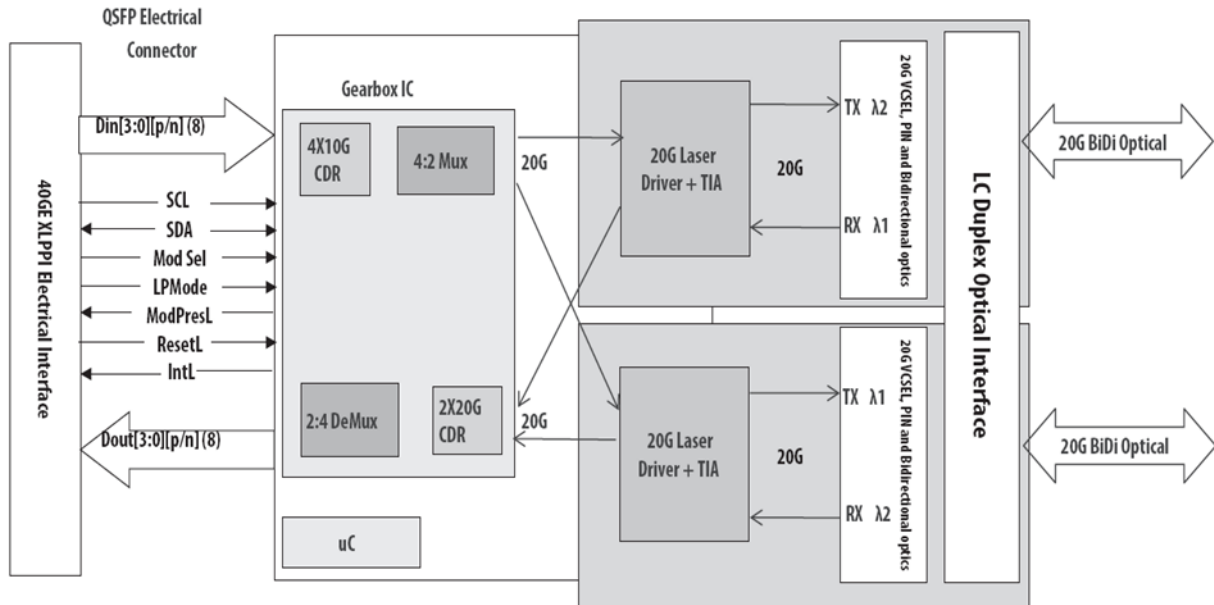 QSFP Electrical
Connector
Gearbox IC
Din[3:0][p/n] (8)
4X10G
CDR
4:2 Mux
20G
20G Laser
Driver + TIA
20G
TX λ2
RX λ1
20G VCSEL, PIN and Bidirectional optics
20G BiDi Optical
40GE XLPPI Electrical Interface
SCL
SDA
Mod Sel
LPMode
ModPresL
ResetL
IntL
LC Duplex Optical Interface
2:4 DeMux
2X20G
CDR
20G
20G Laser
Driver + TIA
20G
TX λ1
RX λ2
20G VCSEL, PIN and Bidirectional optics
20G BiDi Optical
Dout[3:0][p/n] (8)
uC